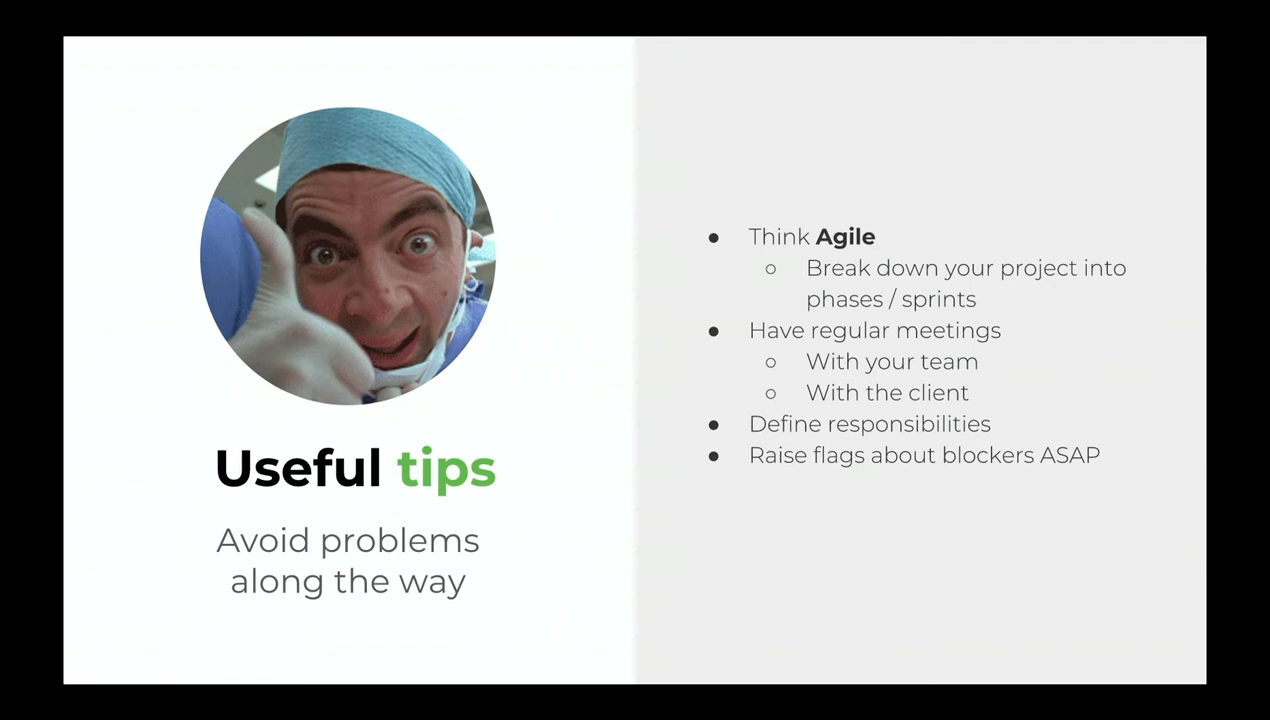 Useful tips
Avoid problems
along the way
● Think Agile
○ Break down your project into
phases / sprints
● Have regular meetings
○ With your team
○ With the client
● Define responsibilities
● Raise flags about blockers ASAP